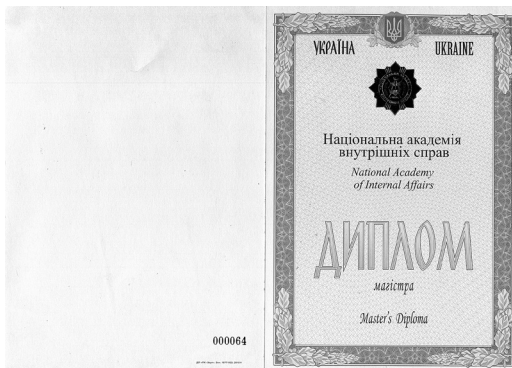 000064
УКРАЇНА UKRAINE
Національна академія
внутрішніх справ
National Academy
of Internal Affairs
ДИПЛОМ
магістра
Master's Diploma